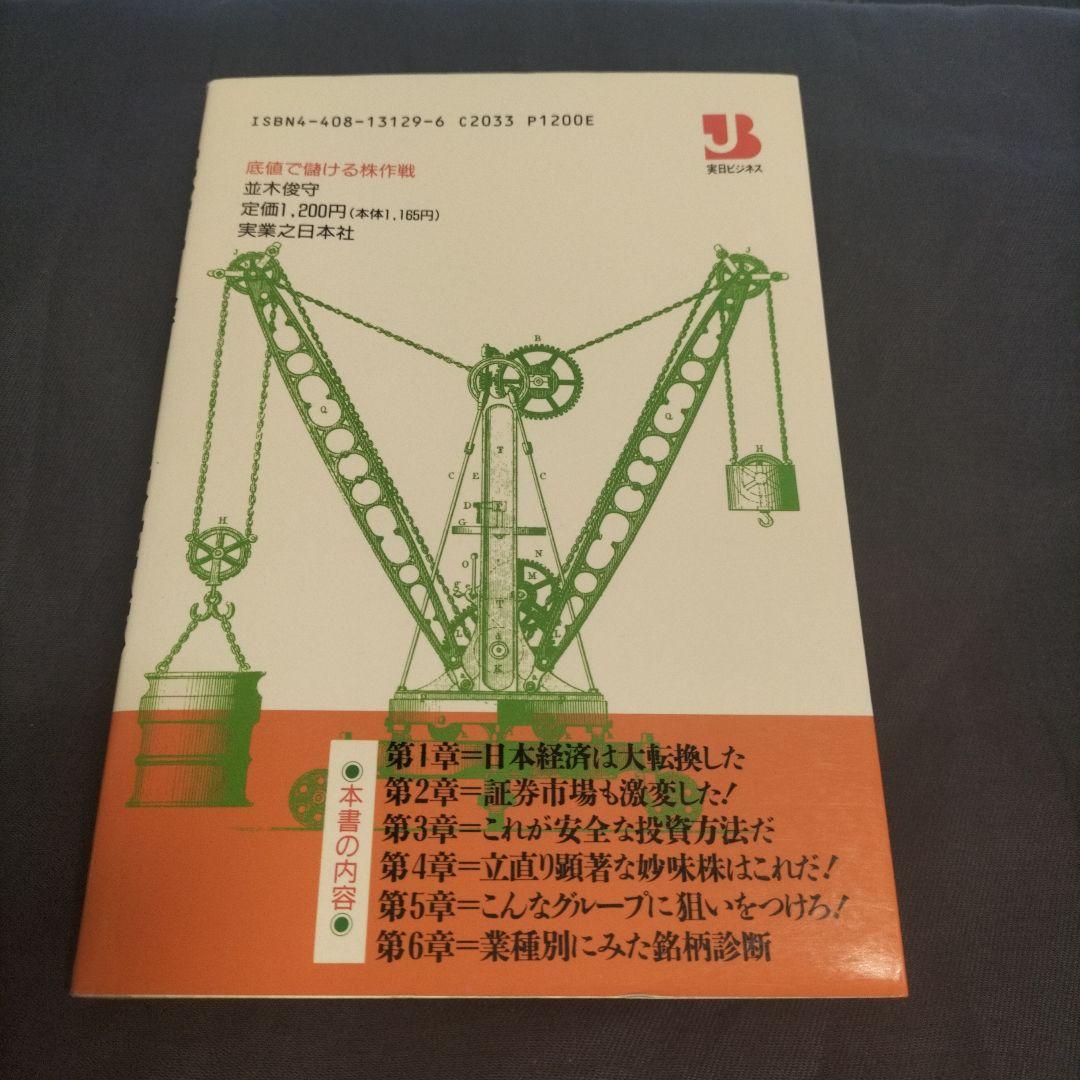 ISBN4-408-13129-6 C2033 P1200E
JB
実日ビジネス
底値で儲ける株作戦
並木俊守
定価1,200円(本体1,165円)
実業之日本社
J
J
B
Q
Q
T
C
E
C
H
D
F
G
H
N
O
M
g
T
L
L
a
K
●本書の内容●
第1章=日本経済は大転換した
第2章=証券市場も激変した!
第3章=これが安全な投資方法だ
第4章=立直り顕著な妙味株はこれだ!
第5章=こんなグループに狙いをつけろ!
第6章=業種別にみた銘柄診断